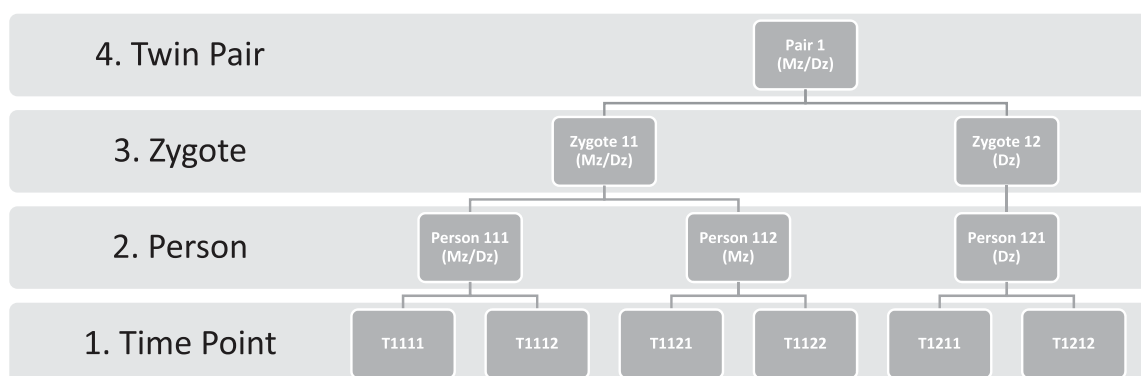 4. Twin Pair
Pair 1
(Mz/Dz)
3. Zygote
Zygote 11
(Mz/Dz)
Zygote 12
(Dz)
2. Person
Person 111
(Mz/Dz)
Person 112
(Mz)
Person 121
(Dz)
1. Time Point
T1111
T1112
T1121
T1122
T1211
T1212